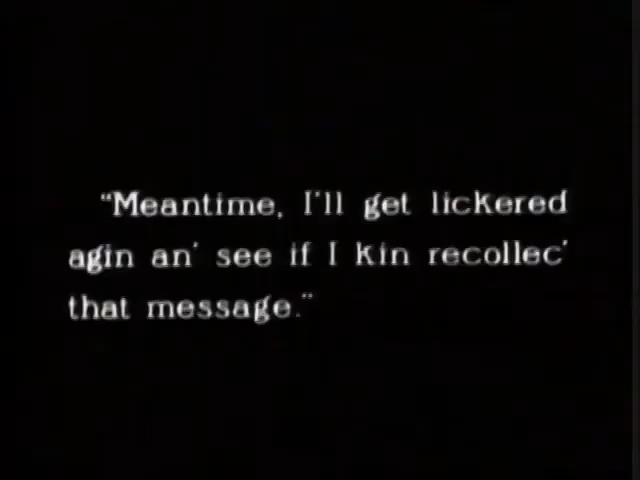 “Meantime, I'll get lickered
agin an' see if I kin recollec'
that message.”